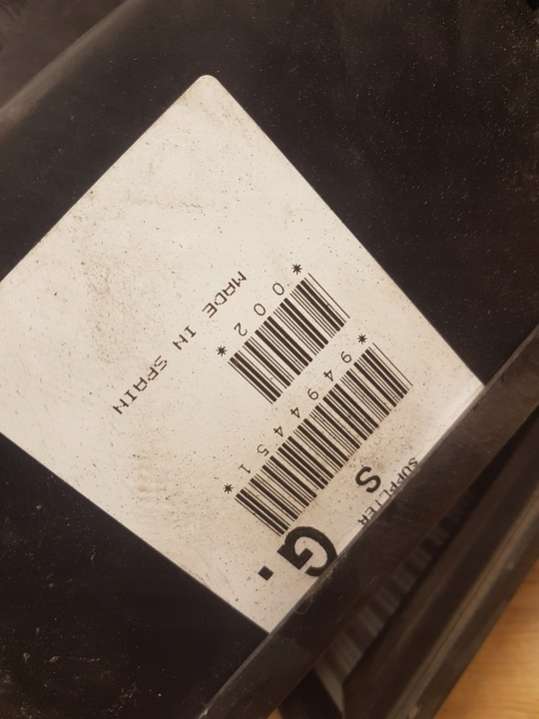 SUPPLIER
S G.
*9494451*
*002*
MADE IN SPAIN